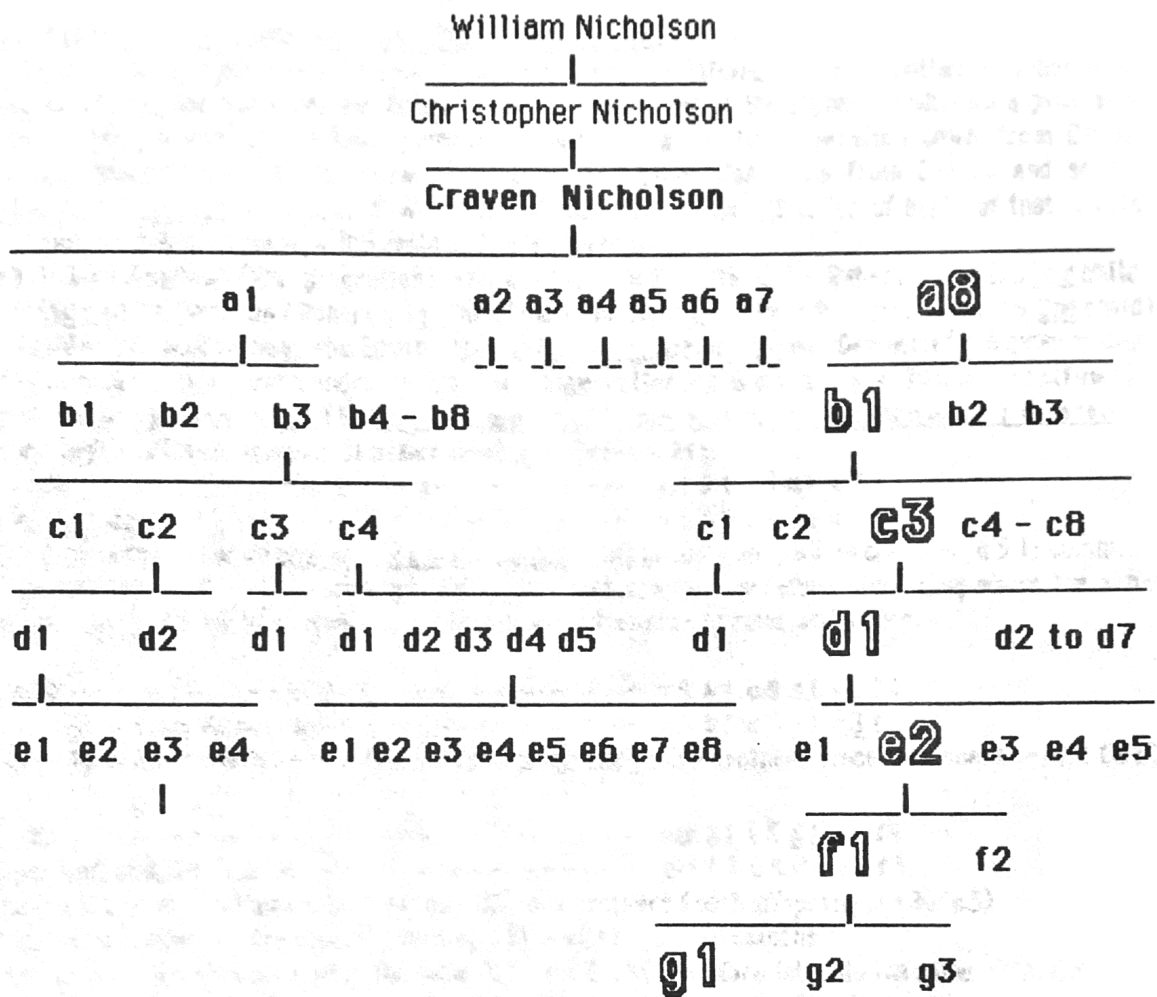 William Nicholson
Christopher Nicholson
Craven Nicholson
a1 a2 a3 a4 a5 a6 a7 a8
b1 b2 b3 b4 - b8 b1 b2 b3
c1 c2 c3 c4 c1 c2 c3 c4 - c8
d1 d2 d1 d1 d2 d3 d4 d5 d1 d1 d2 to d7
e1 e2 e3 e4 e1 e2 e3 e4 e5 e6 e7 e8 e1 e2 e3 e4 e5
f1 f2
g1 g2 g3